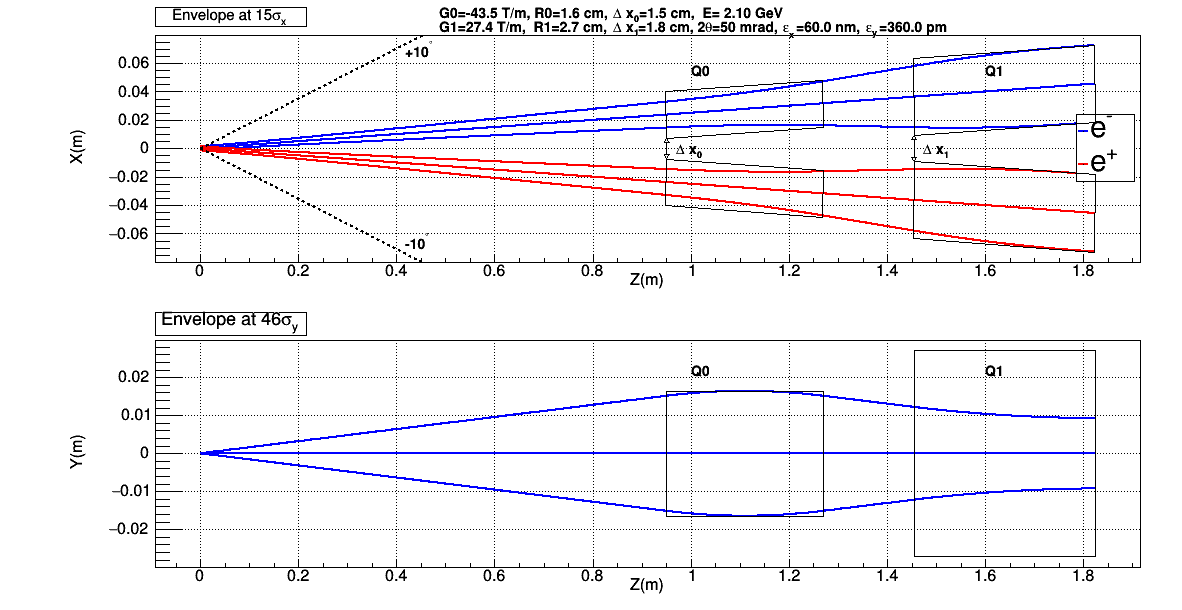 Envelope at 15σx
G0=-43.5 T/m, R0=1.6 cm, Δ x0=1.5 cm, E= 2.10 GeV
G1=27.4 T/m, R1=2.7 cm, Δ x1=1.8 cm, 2θ=50 mrad, εx=60.0 nm, εy=360.0 pm
+10°
Q0
Q1
0.06
0.04
0.02
0
−0.02
−0.04
−0.06
X(m)
Δ x0
Δ x1
e-
e+
-10°
0 0.2 0.4 0.6 0.8 1 1.2 1.4 1.6 1.8
Z(m)
Envelope at 46σy
Q0
Q1
0.02
0.01
0
−0.01
−0.02
Y(m)
0 0.2 0.4 0.6 0.8 1 1.2 1.4 1.6 1.8
Z(m)